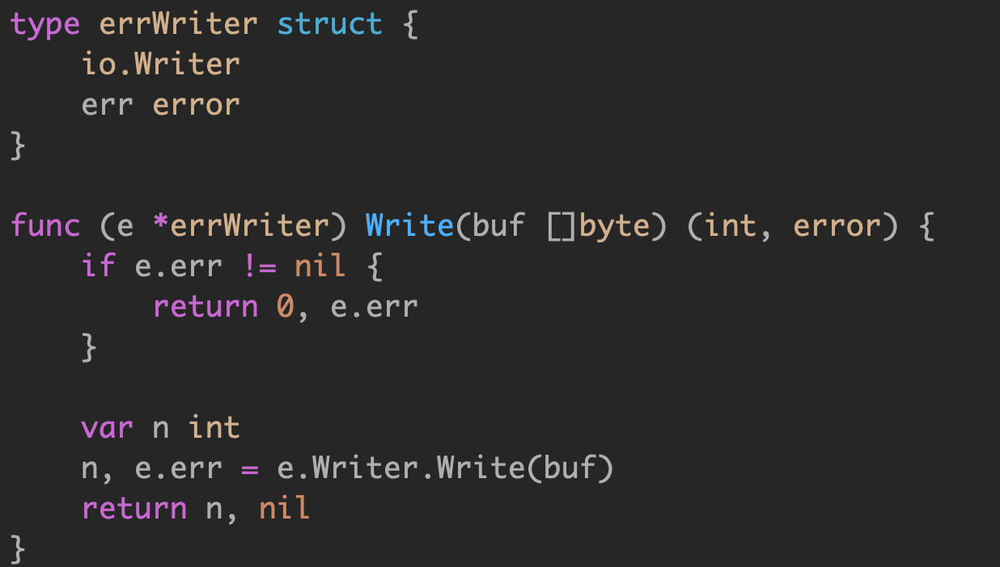 type errWriter struct {
    io.Writer
    err error
}

func (e *errWriter) Write(buf []byte) (int, error) {
    if e.err != nil {
        return 0, e.err
    }

    var n int
    n, e.err = e.Writer.Write(buf)
    return n, nil
}